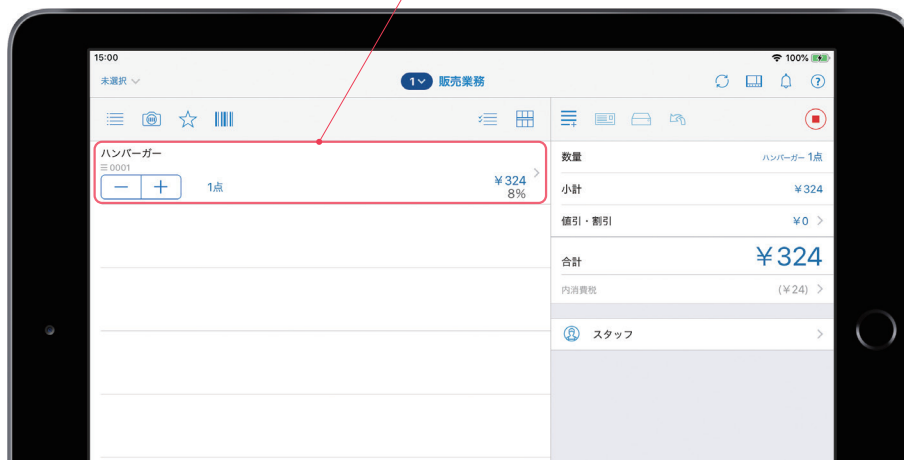 15:00
100%
未選択
1 販売業務
ハンバーガー
0001
1点
¥324
8%
数量
ハンバーガー 1点
小計
¥324
値引・割引
¥0
合計
¥324
内消費税
(¥24)
スタッフ